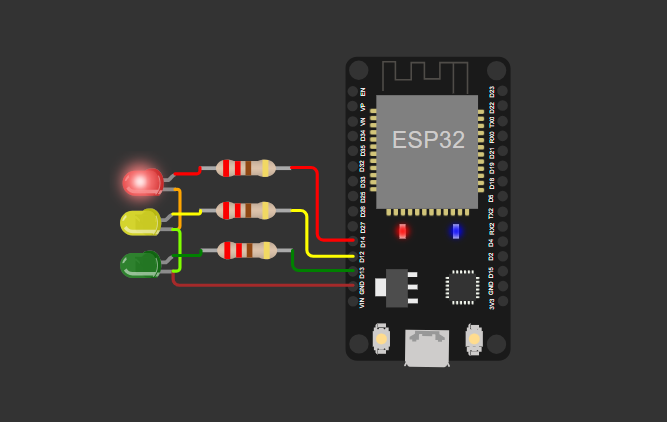 ESP32
EN
VP
VN
D34
D35
D32
D33
D25
D26
D27
D14
D12
D13
GND
VIN
D23
D22
TX0
RX0
D21
D19
D18
D5
TX2
RX2
D4
D2
D15
GND
3V3